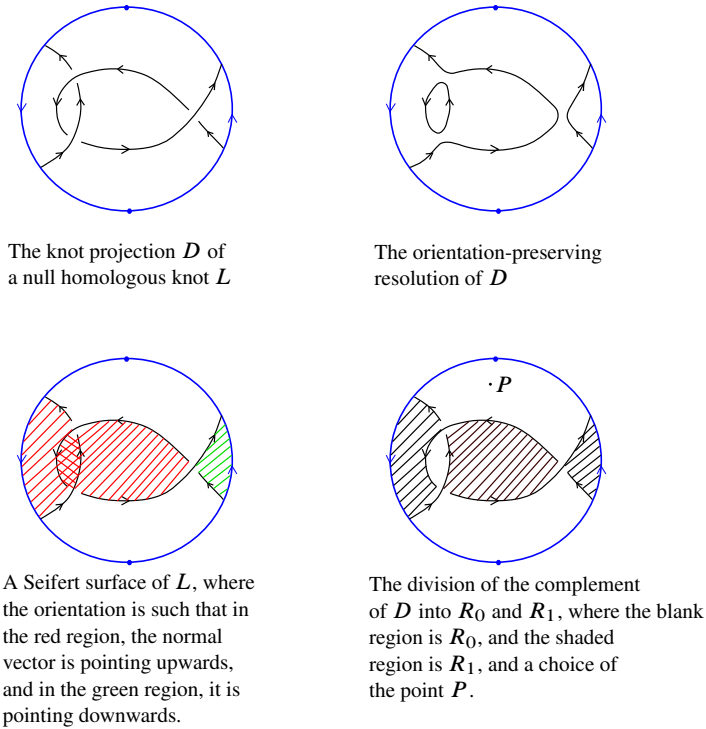 The knot projection D of
a null homologous knot L
The orientation-preserving
resolution of D
· P
A Seifert surface of L, where
the orientation is such that in
the red region, the normal
vector is pointing upwards,
and in the green region, it is
pointing downwards.
The division of the complement
of D into R₀ and R₁, where the blank
region is R₀, and the shaded
region is R₁, and a choice of
the point P.